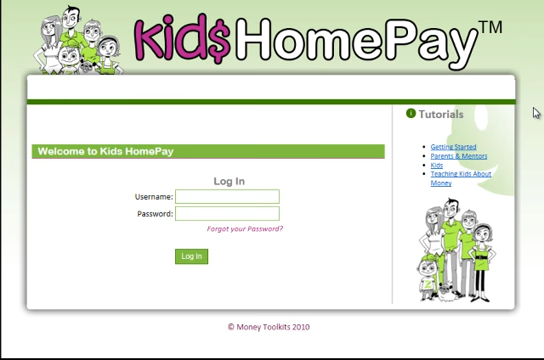 Kid$HomePay™
Tutorials
Getting Started
Parents & Mentors
Kids
Teaching Kids About
Money
Welcome to Kids HomePay
Log In
Username:
Password:
Forgot your Password?
Log In
© Money Toolkits 2010